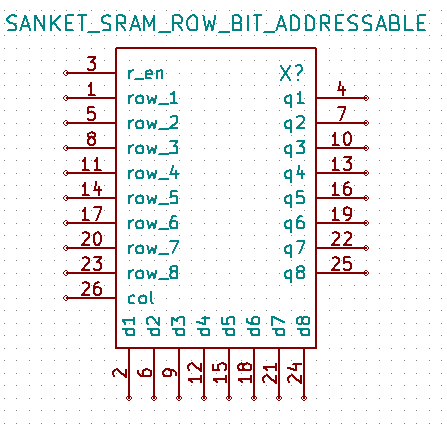 SANKET_SRAM_ROW_BIT_ADDRESSABLE
3 r_en X?
1 row_1 q1 4
5 row_2 q2 7
8 row_3 q3 10
11 row_4 q4 13
14 row_5 q5 16
17 row_6 q6 19
20 row_7 q7 22
23 row_8 q8 25
26 col
d1 d2 d3 d4 d5 d6 d7 d8
2 6 9 12 15 18 21 24